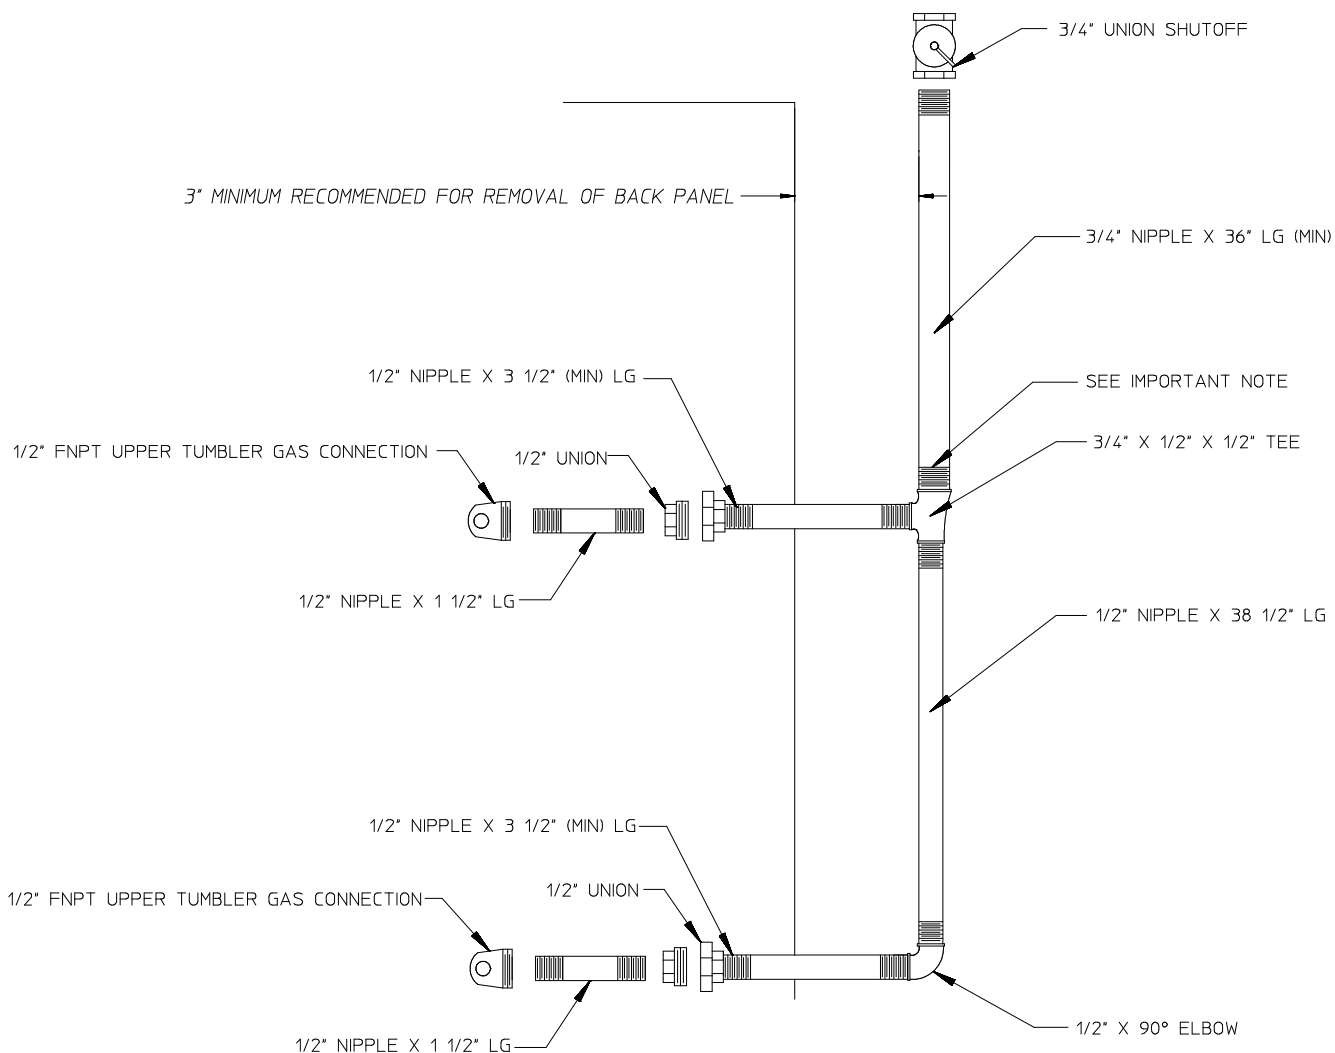 3/4" UNION SHUTOFF
3" MINIMUM RECOMMENDED FOR REMOVAL OF BACK PANEL
3/4" NIPPLE X 36" LG (MIN)
1/2" NIPPLE X 3 1/2" (MIN) LG
SEE IMPORTANT NOTE
3/4" X 1/2" X 1/2" TEE
1/2" FNPT UPPER TUMBLER GAS CONNECTION
1/2" UNION
1/2" NIPPLE X 1 1/2" LG
1/2" NIPPLE X 38 1/2" LG
1/2" NIPPLE X 3 1/2" (MIN) LG
1/2" UNION
1/2" FNPT UPPER TUMBLER GAS CONNECTION
1/2" X 90° ELBOW
1/2" NIPPLE X 1 1/2" LG